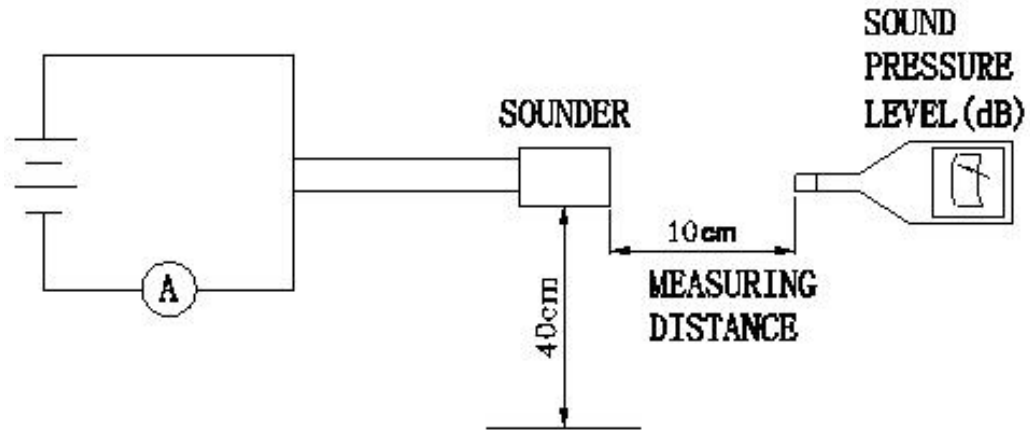 SOUND
PRESSURE
LEVEL(dB)
SOUNDER
10cm
MEASURING
DISTANCE
A
40cm